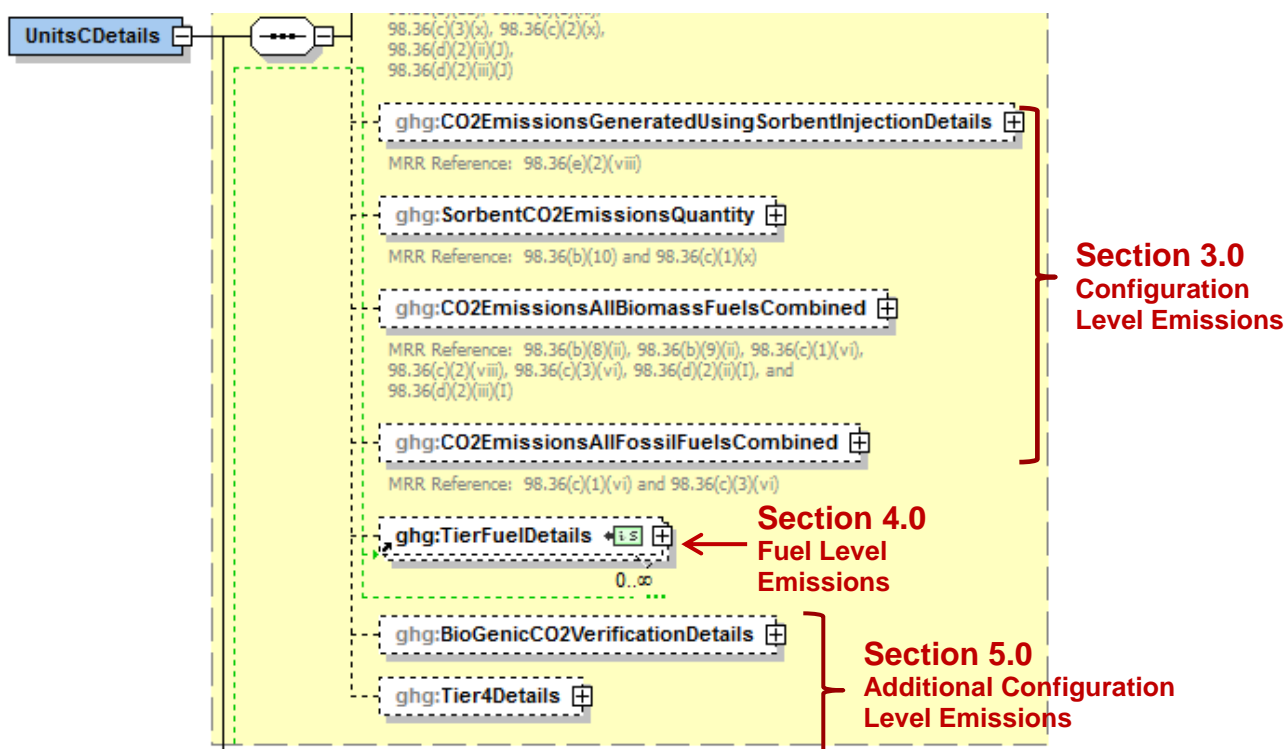 UnitsCDetails
98.36(c)(3)(x), 98.36(c)(2)(x),
98.36(d)(2)(ii)(J),
98.36(d)(2)(iii)(J)
ghg:CO2EmissionsGeneratedUsingSorbentInjectionDetails
MRR Reference: 98.36(e)(2)(viii)
ghg:SorbentCO2EmissionsQuantity
MRR Reference: 98.36(b)(10) and 98.36(c)(1)(x)
Section 3.0
Configuration
Level Emissions
ghg:CO2EmissionsAllBiomassFuelsCombined
MRR Reference: 98.36(b)(8)(ii), 98.36(b)(9)(ii), 98.36(c)(1)(vi),
98.36(c)(2)(viii), 98.36(c)(3)(vi), 98.36(d)(2)(ii)(I), and
98.36(d)(2)(iii)(I)
ghg:CO2EmissionsAllFossilFuelsCombined
MRR Reference: 98.36(c)(1)(vi) and 98.36(c)(3)(vi)
ghg:TierFuelDetails
is
0..∞
Section 4.0
Fuel Level
Emissions
ghg:BioGenicCO2VerificationDetails
ghg:Tier4Details
Section 5.0
Additional Configuration
Level Emissions